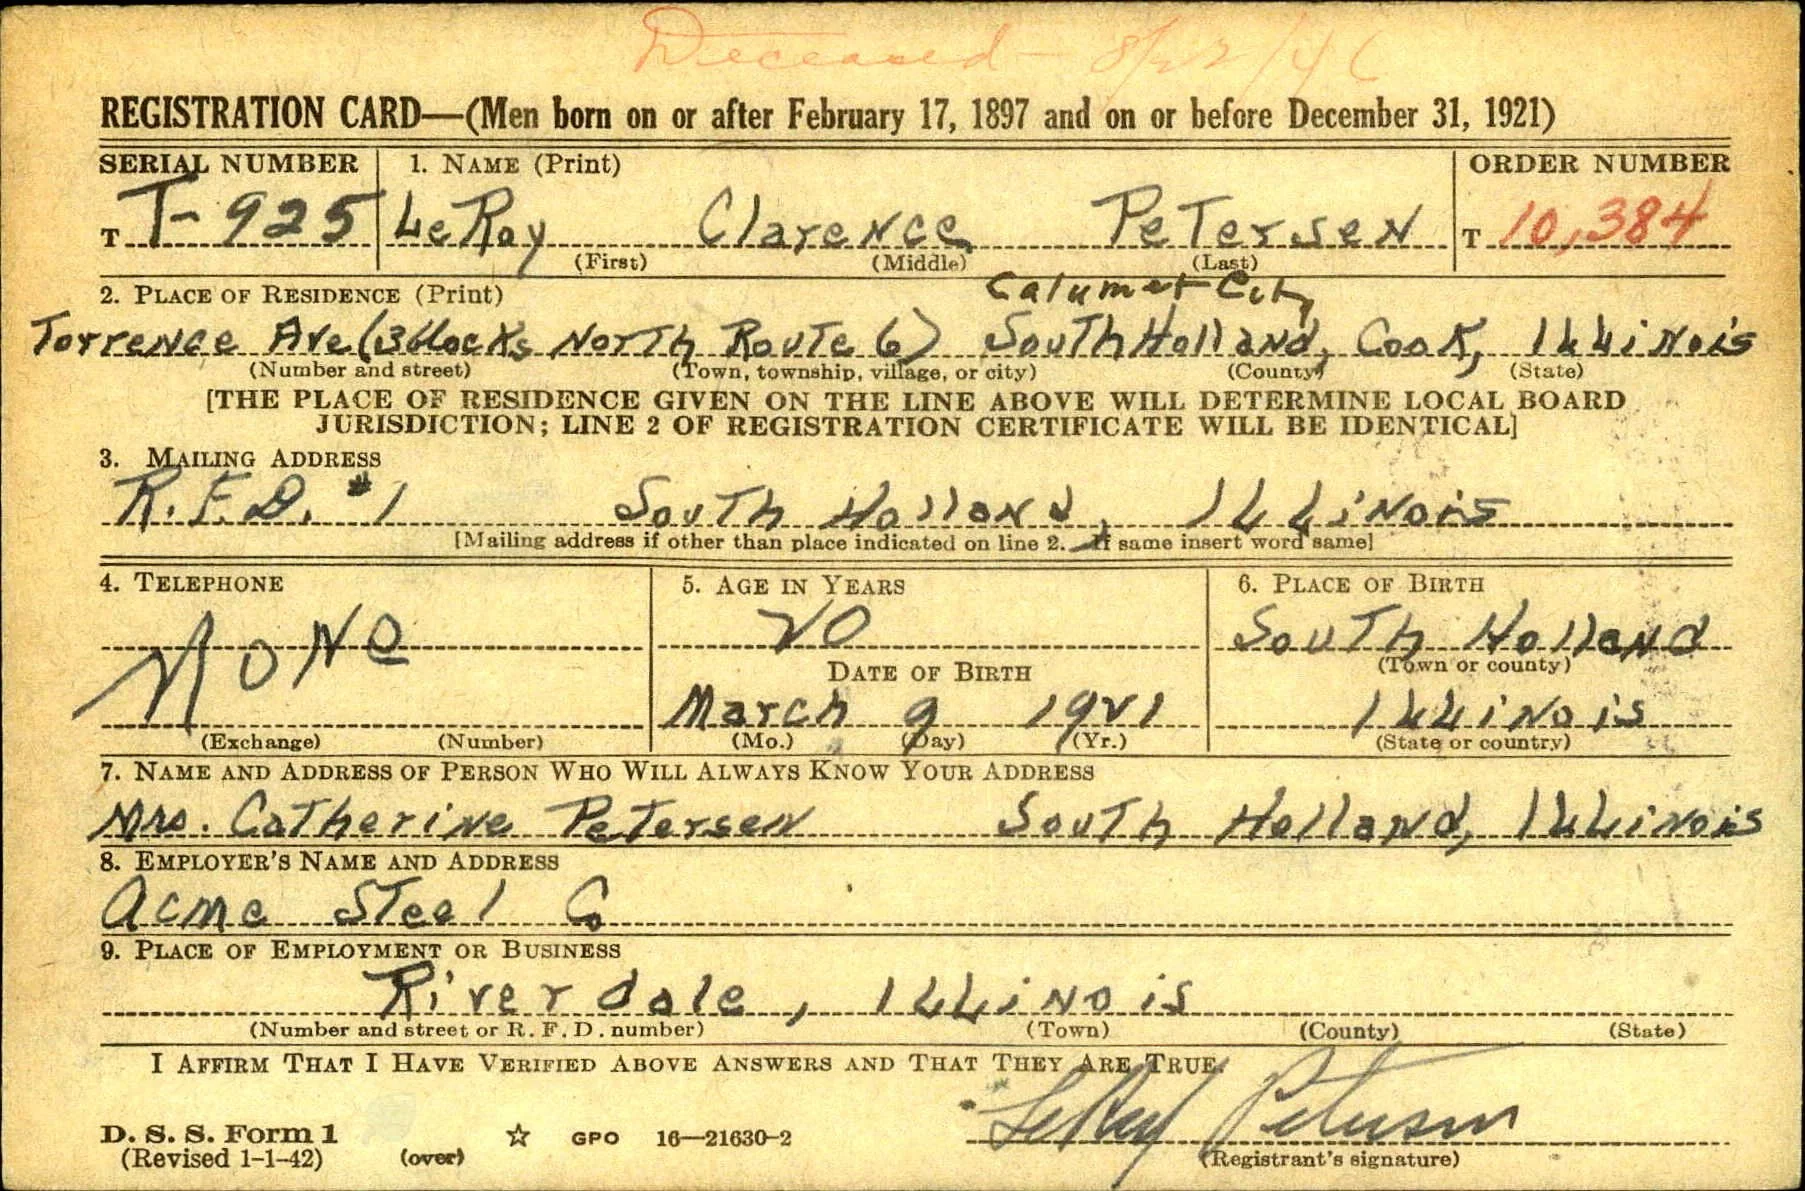 Deceased - 8/22/46
REGISTRATION CARD—(Men born on or after February 17, 1897 and on or before December 31, 1921)
SERIAL NUMBER 1. NAME (Print) ORDER NUMBER
T T-925 LeRoy Clarence Petersen T 10,384
(First) (Middle) (Last)
2. PLACE OF RESIDENCE (Print) Calumet City
Torrence Ave (3 blocks North Route 6) South Holland, Cook, Illinois
(Number and street) (Town, township, village, or city) (County) (State)
[THE PLACE OF RESIDENCE GIVEN ON THE LINE ABOVE WILL DETERMINE LOCAL BOARD
JURISDICTION; LINE 2 OF REGISTRATION CERTIFICATE WILL BE IDENTICAL]
3. MAILING ADDRESS
R.F.D. #1 South Holland, Illinois
[Mailing address if other than place indicated on line 2. If same insert word same]
4. TELEPHONE 5. AGE IN YEARS 6. PLACE OF BIRTH
None 20 South Holland
DATE OF BIRTH (Town or county)
March 9 1921 Illinois
(Exchange) (Number) (Mo.) (Day) (Yr.) (State or country)
7. NAME AND ADDRESS OF PERSON WHO WILL ALWAYS KNOW YOUR ADDRESS
Mrs. Catherine Petersen South Holland, Illinois
8. EMPLOYER'S NAME AND ADDRESS
Acme Steel Co
9. PLACE OF EMPLOYMENT OR BUSINESS
Riverdale, Illinois
(Number and street or R. F. D. number) (Town) (County) (State)
I AFFIRM THAT I HAVE VERIFIED ABOVE ANSWERS AND THAT THEY ARE TRUE.
LeRoy Petersen
D. S. S. Form 1 ☆ GPO 16—21630-2
(Revised 1-1-42) (over) (Registrant's signature)